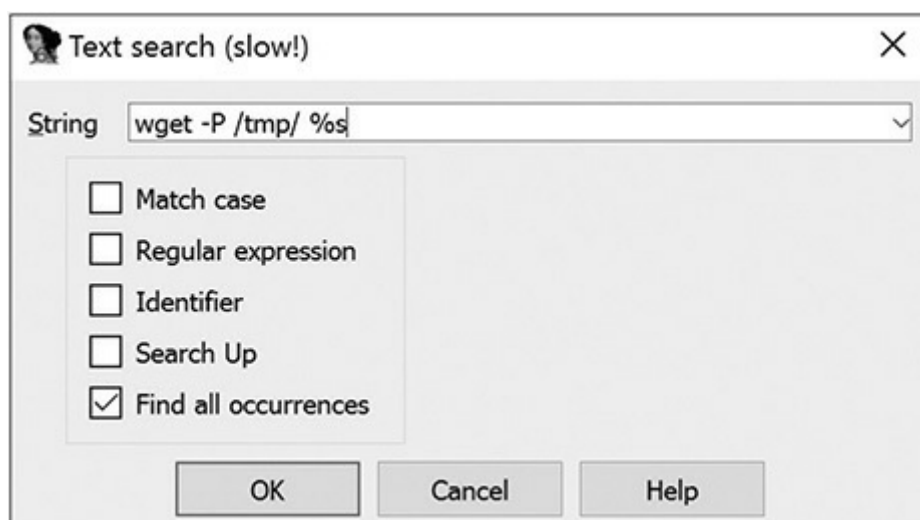 Text search (slow!)
String wget -P /tmp/ %s
Match case
Regular expression
Identifier
Search Up
Find all occurrences
OK Cancel Help